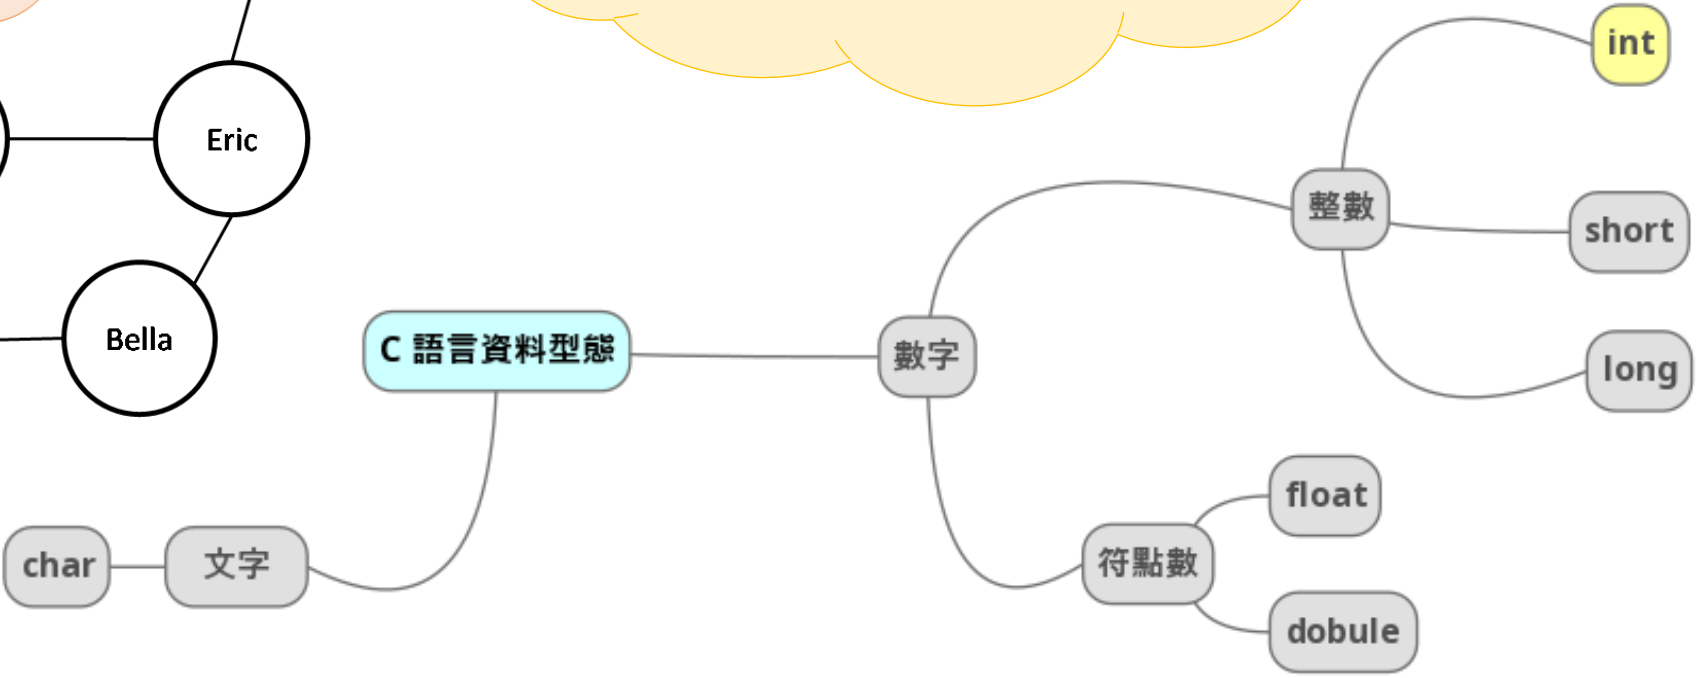 Eric
Bella
C 語言資料型態
數字
整數
int
short
long
符點數
float
dobule
文字
char